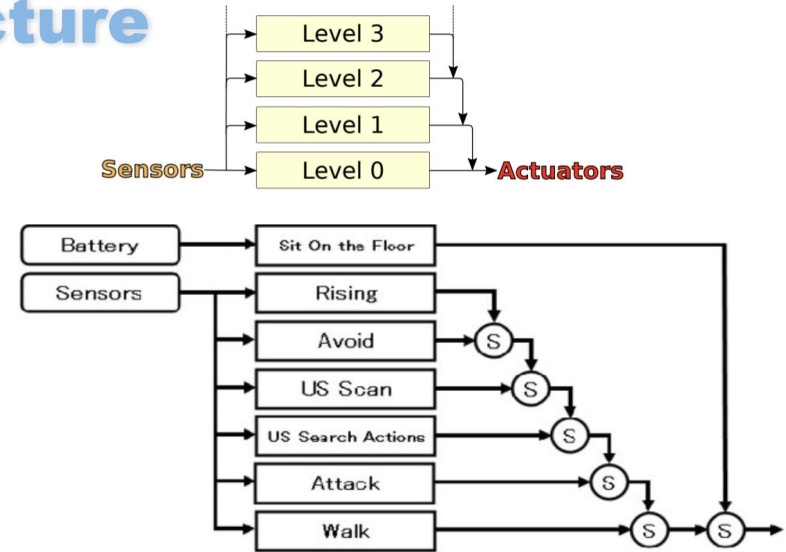 cture
Level 3
Level 2
Level 1
Sensors Level 0 Actuators
Battery Sit On the Floor
Sensors Rising
Avoid S
US Scan S
US Search Actions S
Attack S
Walk S S